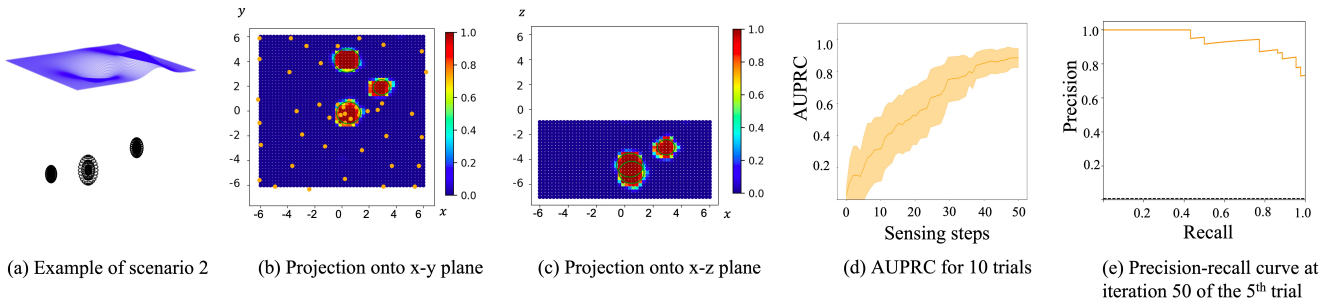 y
6
4
2
0
-2
-4
-6
-6 -4 -2 0 2 4 6 x
1.0
0.8
0.6
0.4
0.2
0.0
z
6
4
2
0
-2
-4
-6
-6 -4 -2 0 2 4 6 x
1.0
0.8
0.6
0.4
0.2
0.0
AUPRC
1.0
0.8
0.6
0.4
0.2
0 10 20 30 40 50
Sensing steps
Precision
1.0
0.8
0.6
0.4
0.2
0.2 0.4 0.6 0.8 1.0
Recall
(a) Example of scenario 2
(b) Projection onto x-y plane
(c) Projection onto x-z plane
(d) AUPRC for 10 trials
(e) Precision-recall curve at
iteration 50 of the 5th trial